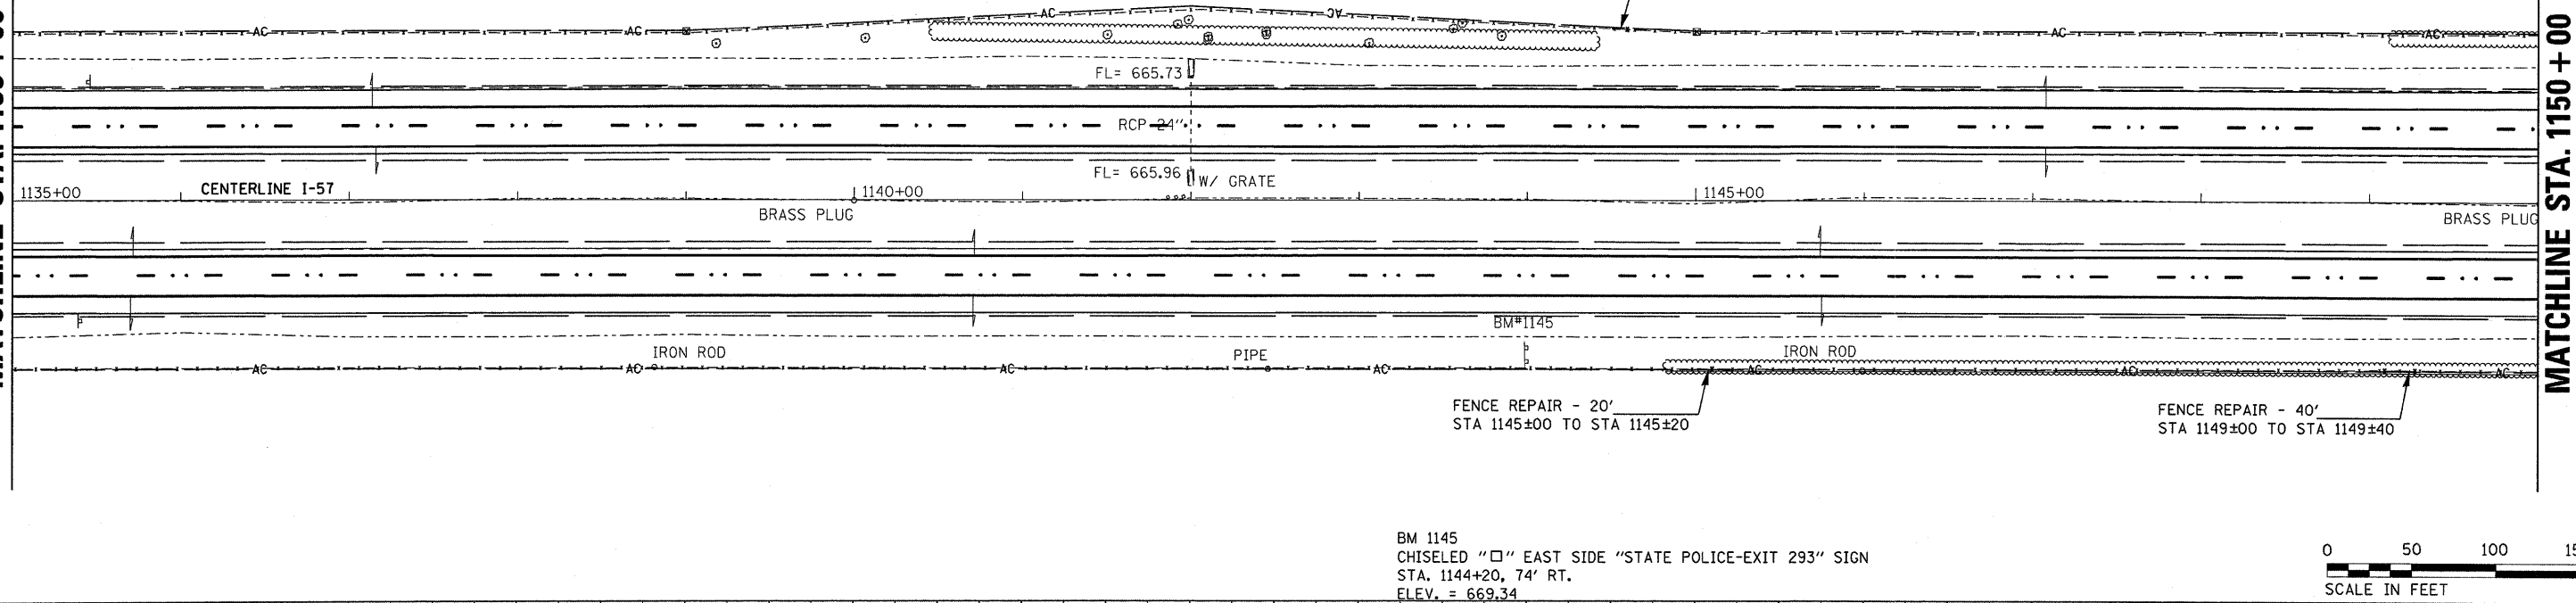 AC
AC
AC
AC
AC
AC
FL= 665.73
RCP 24"
FL= 665.96
W/ GRATE
1135+00
CENTERLINE I-57
1140+00
1145+00
BRASS PLUG
BRASS PLUG
BM#1145
IRON ROD
PIPE
IRON ROD
AC
AC
AC
AC
AC
AC
AC
FENCE REPAIR - 20'
STA 1145±00 TO STA 1145±20
FENCE REPAIR - 40'
STA 1149±00 TO STA 1149±40
MATCHLINE STA. 1150+00
BM 1145
CHISELED "□" EAST SIDE "STATE POLICE-EXIT 293" SIGN
STA. 1144+20, 74' RT.
ELEV. = 669.34
0 50 100
SCALE IN FEET